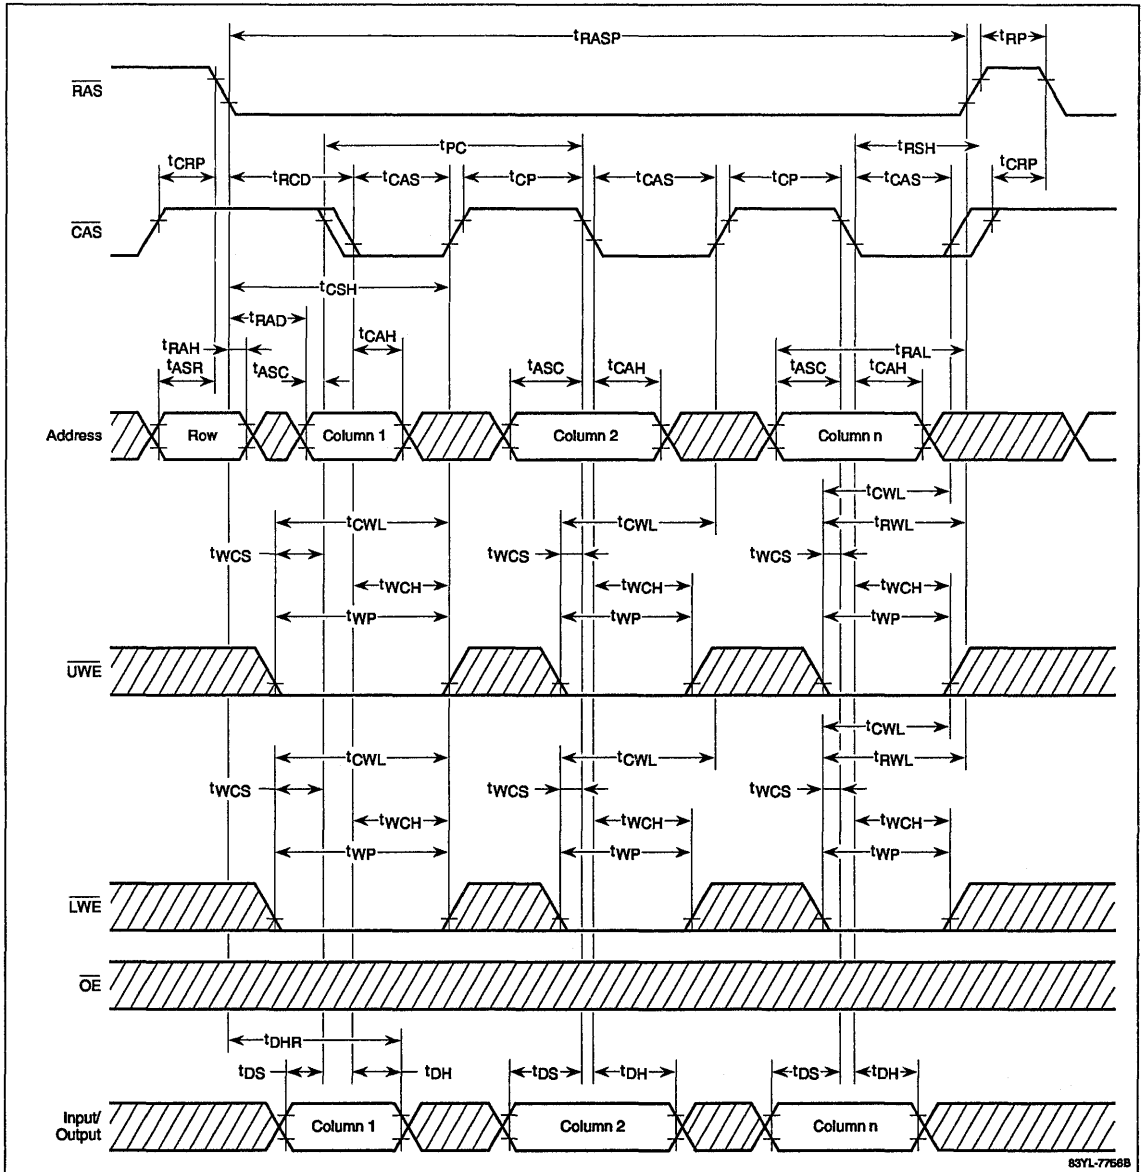 tRASP tRP
RAS
tPC tRSH
tCRP tRCD tCAS tCP tCAS tCP tCAS tCRP
CAS
tCSH
tRAD
tRAH tCAH tRAL
tASR tASC tASC tCAH tASC tCAH
Address Row Column 1 Column 2 Column n
tCWL
tCWL tCWL tRWL
tWCS tWCS tWCS
tWCH tWCH tWCH
tWP tWP tWP
UWE
tCWL
tCWL tCWL tRWL
tWCS tWCS tWCS
tWCH tWCH tWCH
tWP tWP tWP
LWE
OE
tDHR
tDS tDH tDS tDH tDS tDH
Input/
Output Column 1 Column 2 Column n
83YL-7756B